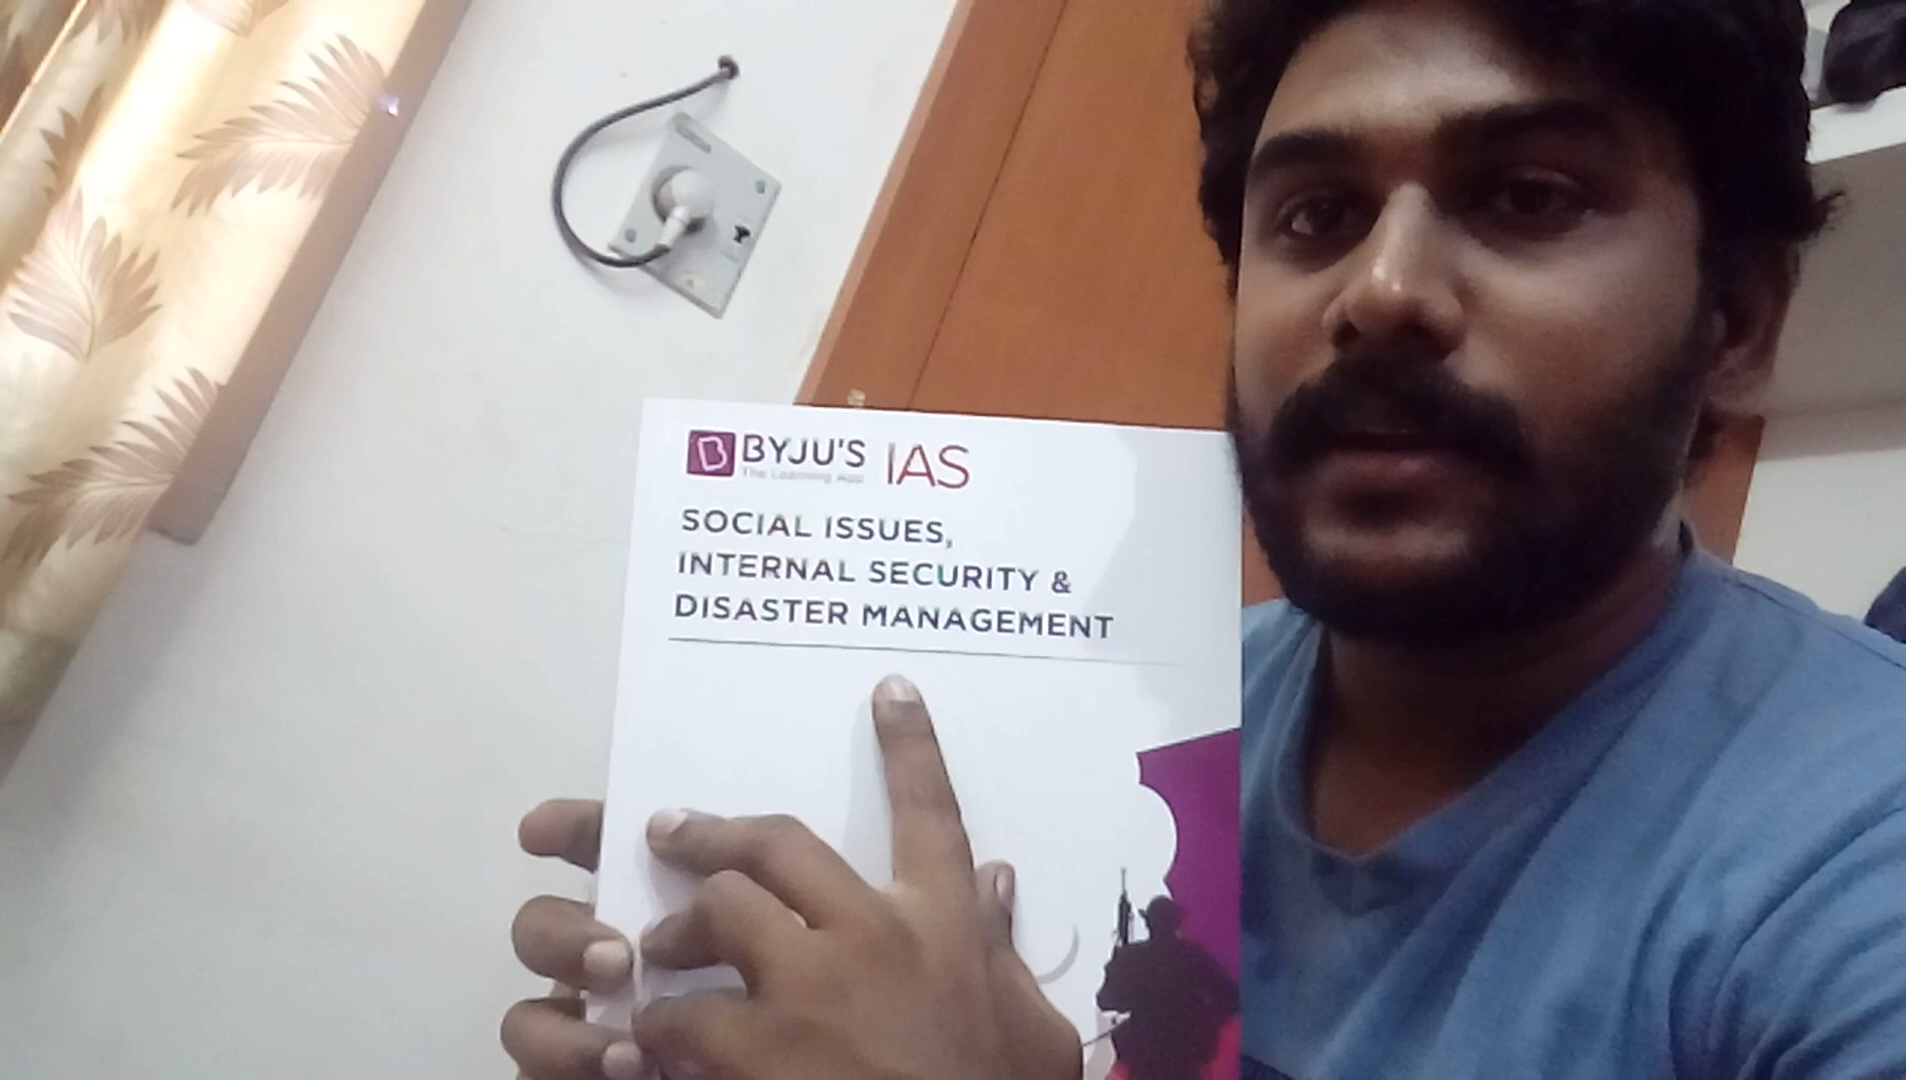 BYJU'S IAS
The Learning App
SOCIAL ISSUES,
INTERNAL SECURITY &
DISASTER MANAGEMENT